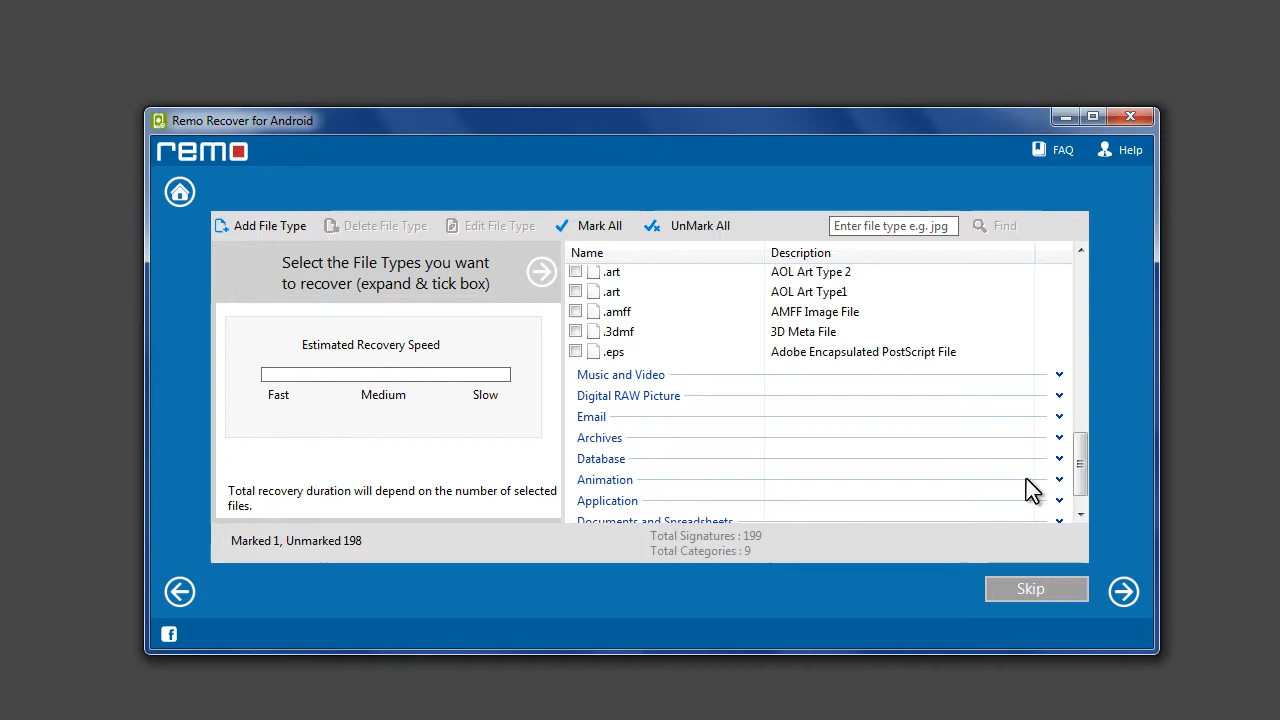 Remo Recover for Android
remo
FAQ
Help
Add File Type
Delete File Type
Edit File Type
Mark All
UnMark All
Enter file type e.g. jpg
Find
Select the File Types you want
to recover (expand & tick box)
Estimated Recovery Speed
Fast
Medium
Slow
Total recovery duration will depend on the number of selected
files.
Name
Description
.art
AOL Art Type 2
.art
AOL Art Type1
.amff
AMFF Image File
.3dmf
3D Meta File
.eps
Adobe Encapsulated PostScript File
Music and Video
Digital RAW Picture
Email
Archives
Database
Animation
Application
Documents and Spreadsheets
Marked 1, Unmarked 198
Total Signatures : 199
Total Categories : 9
Skip
f